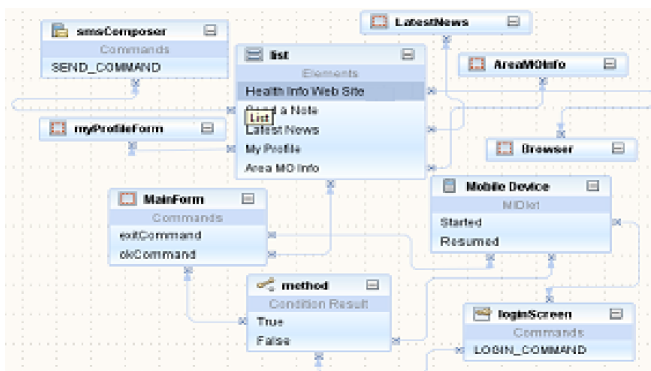 smsComposer
Commands
SEND_COMMAND
LatestNews
list
Elements
Health Info Web Site
a Note
List
Latest News
My Profile
Area MO Info
AreaMOInfo
myProfileForm
Browser
MainForm
Commands
exitCommand
okCommand
Mobile Device
MIDlet
Started
Resumed
method
Condition Result
True
False
loginScreen
Commands
LOGIN_COMMAND